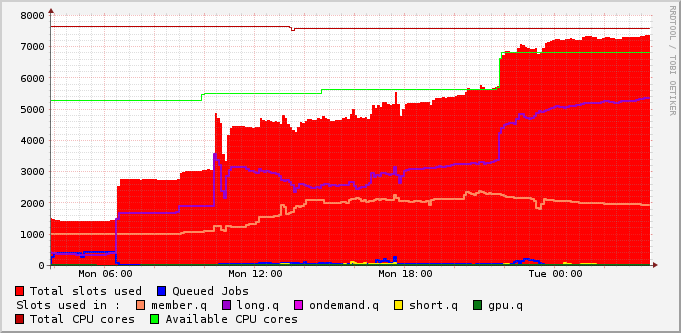 8000
7000
6000
5000
4000
3000
2000
1000
0
Mon 06:00 Mon 12:00 Mon 18:00 Tue 00:00
RRDTOOL / TOBI OETIKER
Total slots used Queued Jobs
Slots used in : member.q long.q ondemand.q short.q gpu.q
Total CPU cores Available CPU cores